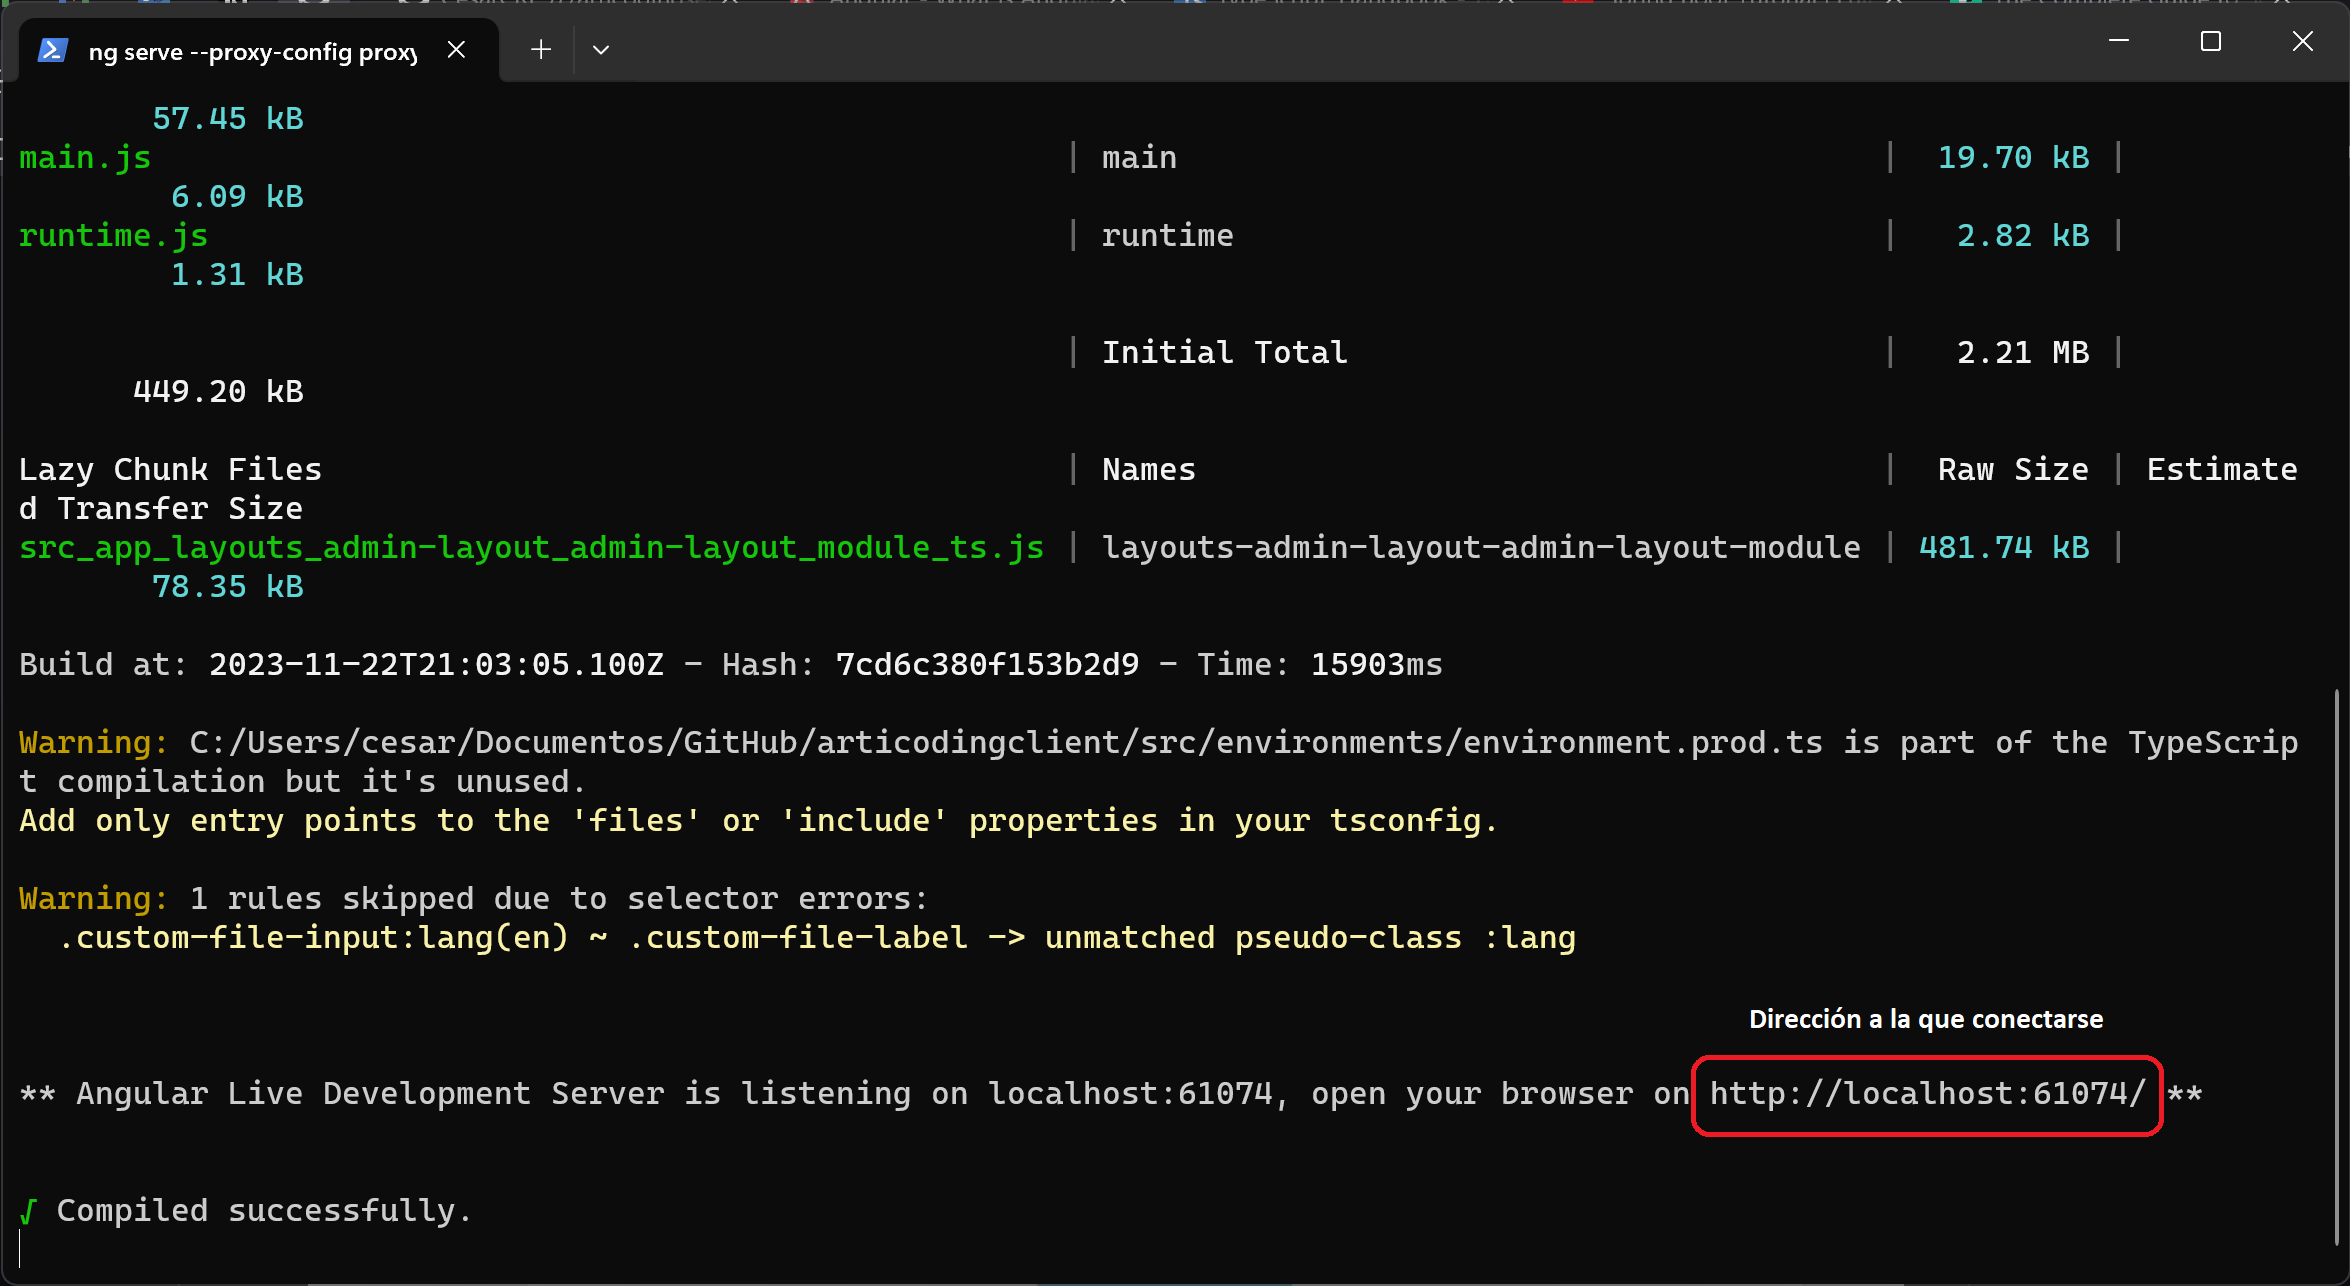 ng serve --proxy-config proxy
57.45 kB
main.js | main | 19.70 kB |
6.09 kB
runtime.js | runtime | 2.82 kB |
1.31 kB
| Initial Total | 2.21 MB |
449.20 kB
Lazy Chunk Files | Names | Raw Size | Estimate
d Transfer Size
src_app_layouts_admin-layout_admin-layout_module_ts.js | layouts-admin-layout-admin-layout-module | 481.74 kB |
78.35 kB
Build at: 2023-11-22T21:03:05.100Z - Hash: 7cd6c380f153b2d9 - Time: 15903ms
Warning: C:/Users/cesar/Documentos/GitHub/articodingclient/src/environments/environment.prod.ts is part of the TypeScrip
t compilation but it's unused.
Add only entry points to the 'files' or 'include' properties in your tsconfig.
Warning: 1 rules skipped due to selector errors:
.custom-file-input:lang(en) ~ .custom-file-label -> unmatched pseudo-class :lang
Dirección a la que conectarse
** Angular Live Development Server is listening on localhost:61074, open your browser on http://localhost:61074/ **
√ Compiled successfully.